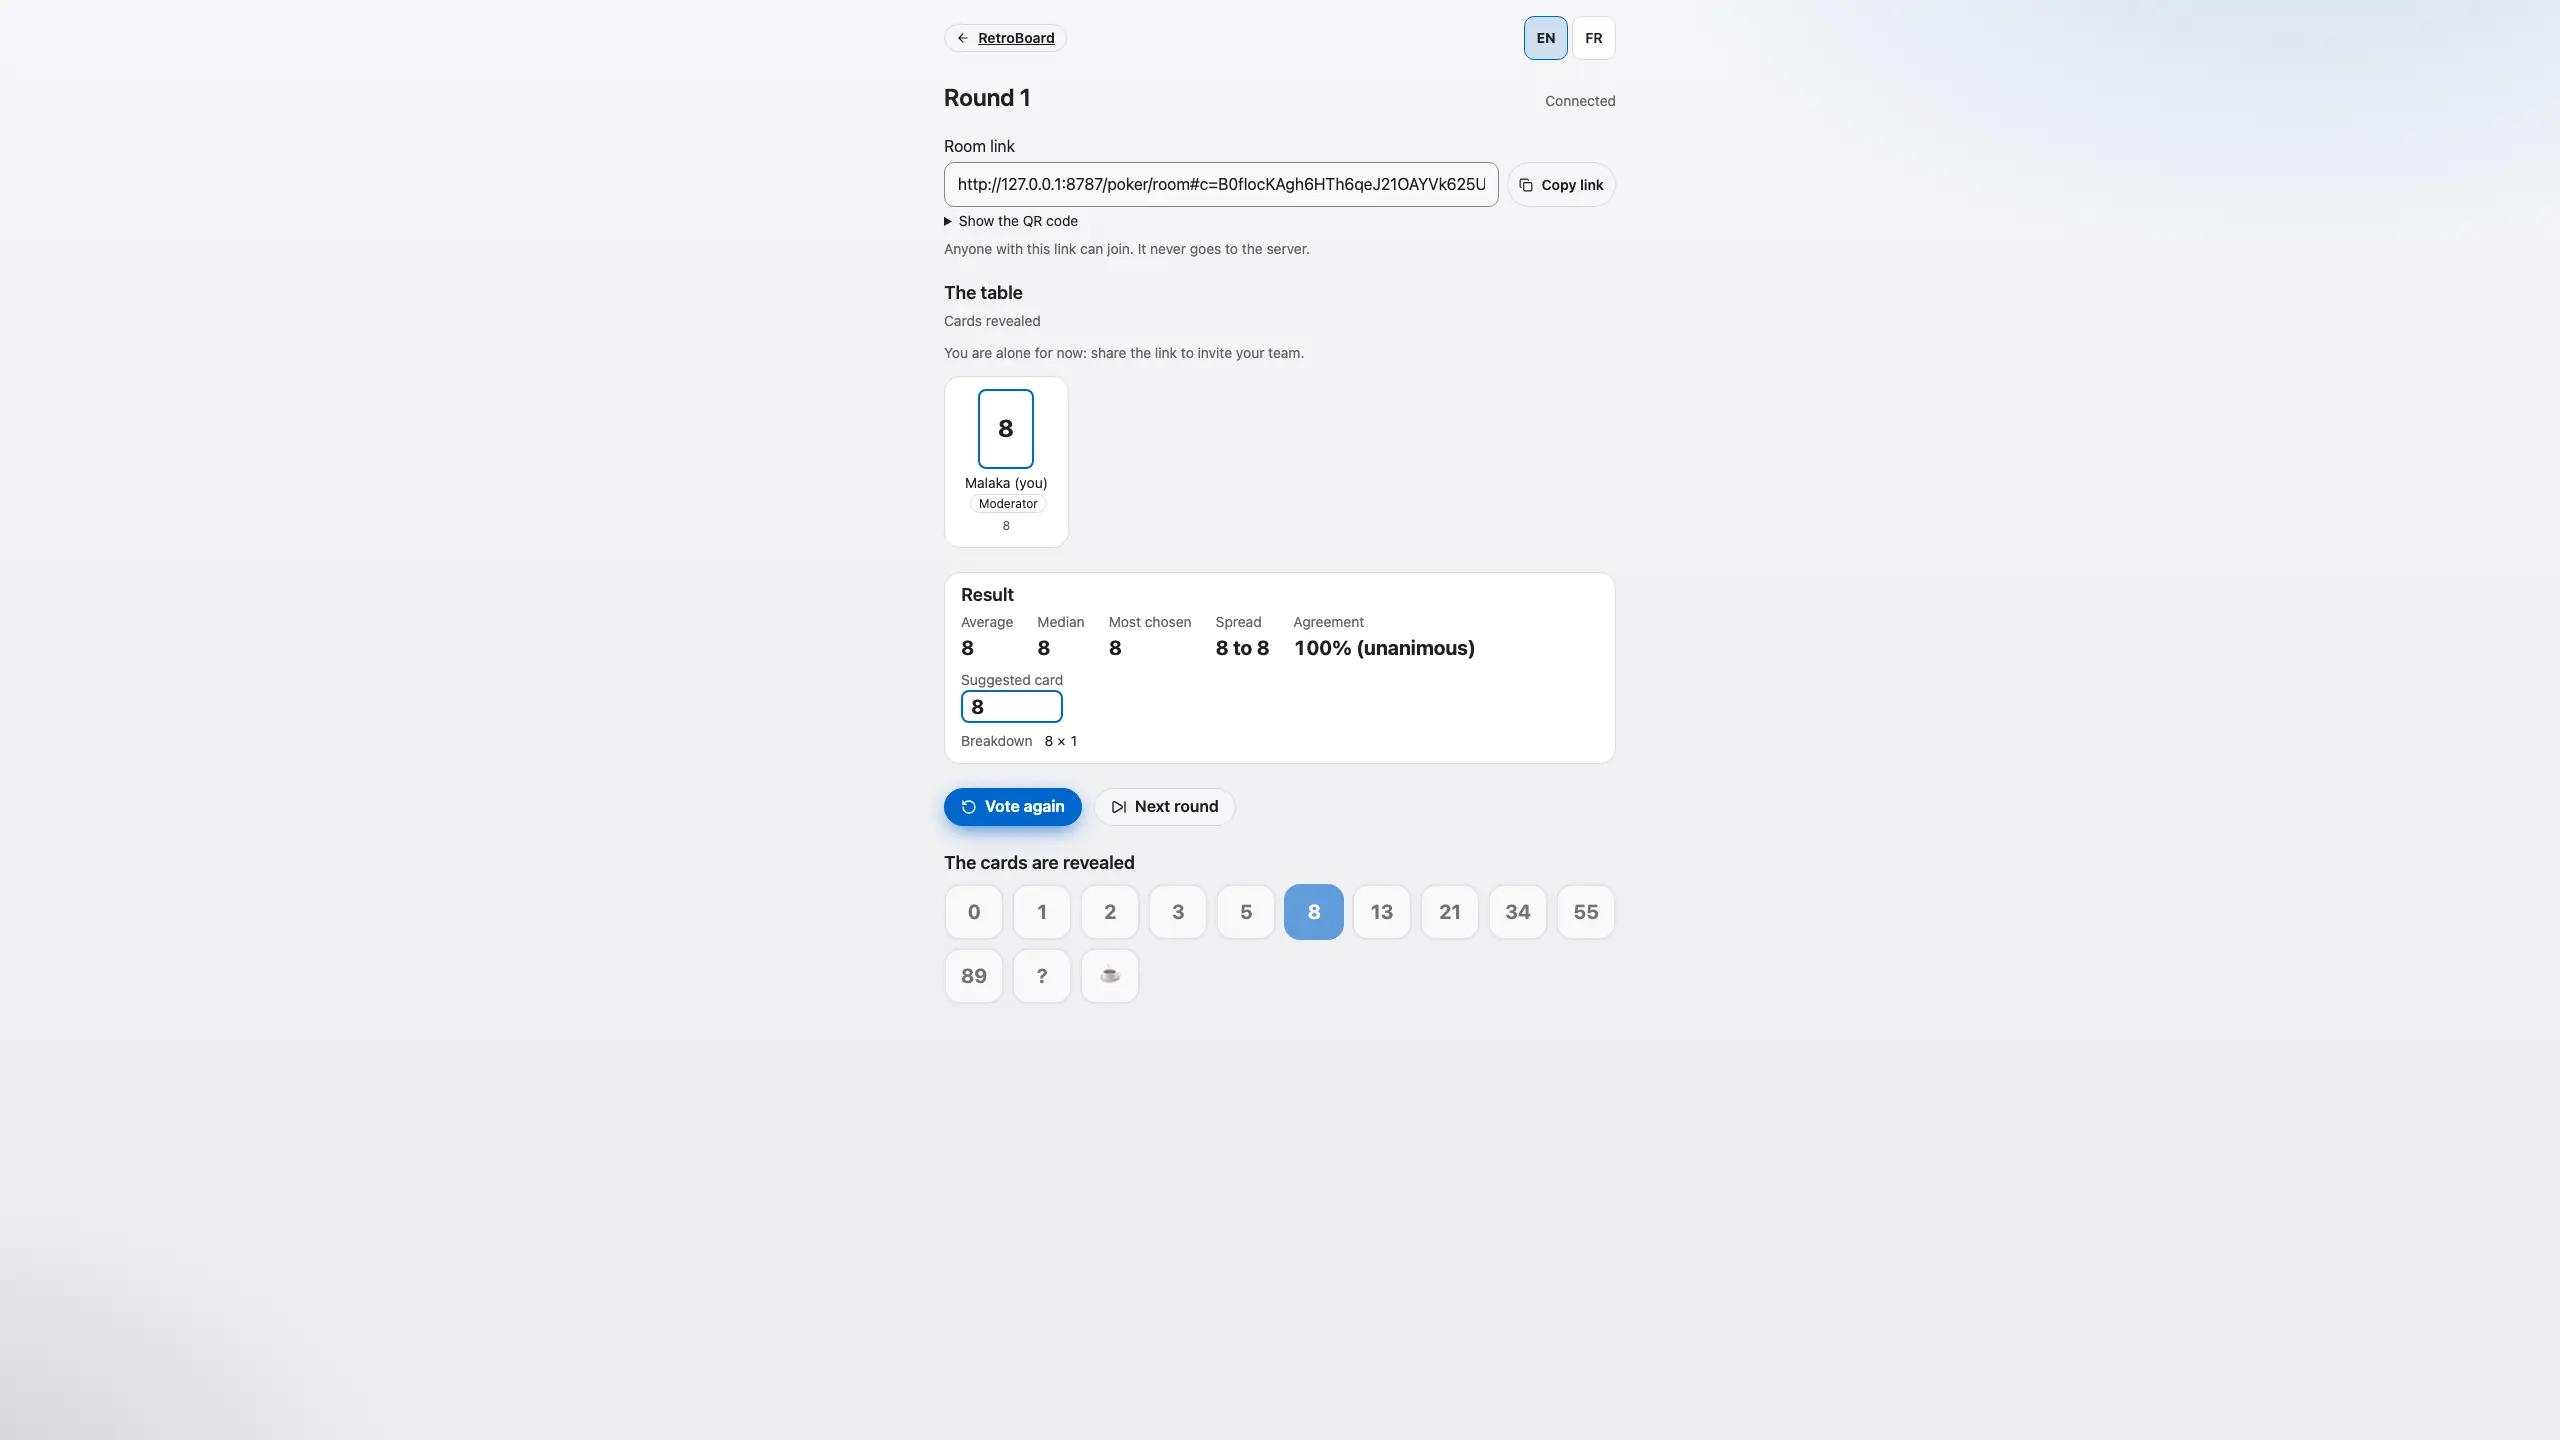 RetroBoard
EN FR
Round 1
Connected
Room link
http://127.0.0.1:8787/poker/room#c=B0fIocKAgh6HTh6qeJ21OAYVk625U
Copy link
Show the QR code
Anyone with this link can join. It never goes to the server.
The table
Cards revealed
You are alone for now: share the link to invite your team.
8
Malaka (you)
Moderator
8
Result
Average Median Most chosen Spread Agreement
8 8 8 8 to 8 100% (unanimous)
Suggested card
8
Breakdown 8 × 1
Vote again Next round
The cards are revealed
0 1 2 3 5 8 13 21 34 55
89 ?